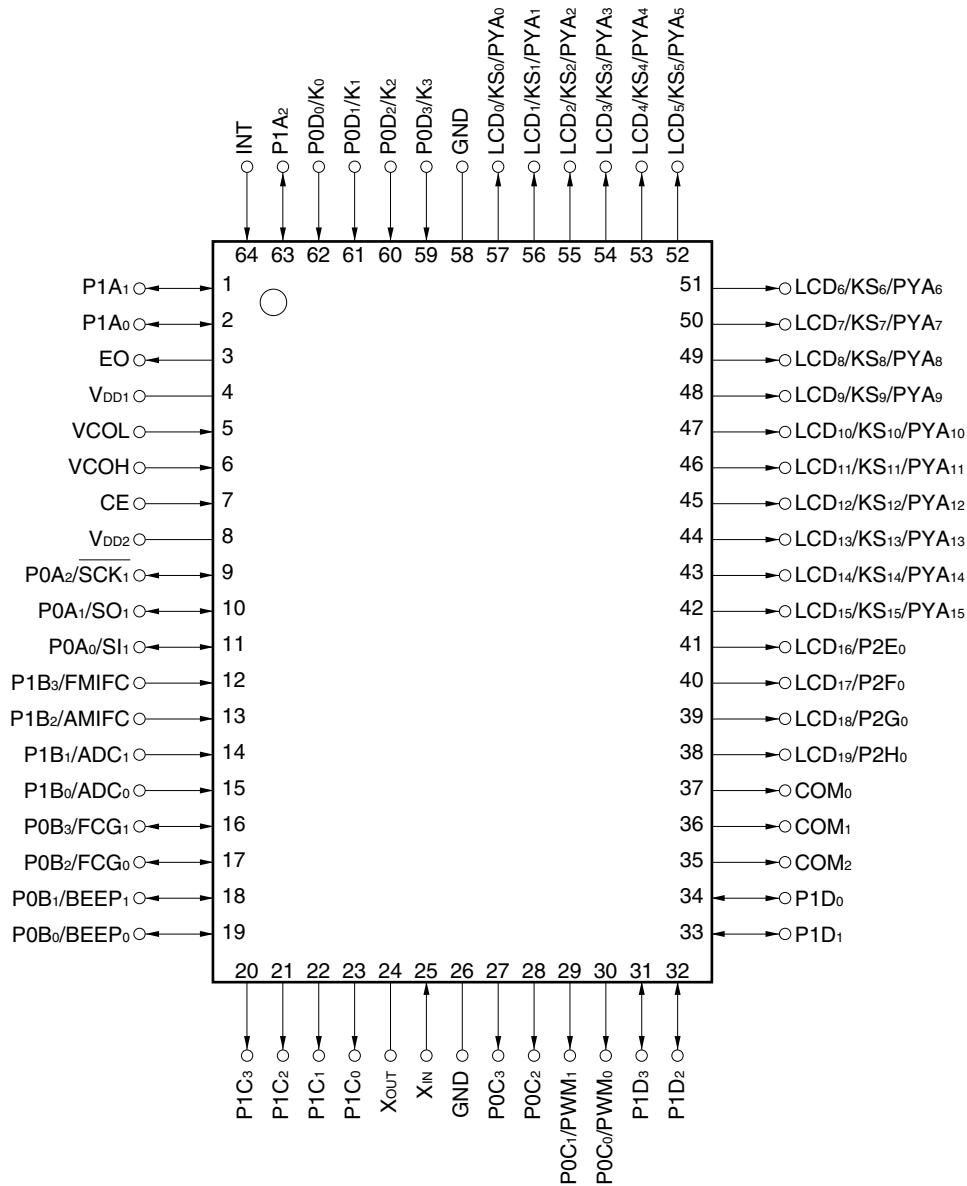 INT
P1A₂
P0D₀/K₀
P0D₁/K₁
P0D₂/K₂
P0D₃/K₃
GND
LCD₀/KS₀/PYA₀
LCD₁/KS₁/PYA₁
LCD₂/KS₂/PYA₂
LCD₃/KS₃/PYA₃
LCD₄/KS₄/PYA₄
LCD₅/KS₅/PYA₅
64 63 62 61 60 59 58 57 56 55 54 53 52
P1A₁ 1
P1A₀ 2
EO 3
VDD1 4
VCOL 5
VCOH 6
CE 7
VDD2 8
P0A₂/S̅C̅K̅₁̅ 9
P0A₁/SO₁ 10
P0A₀/SI₁ 11
P1B₃/FMIFC 12
P1B₂/AMIFC 13
P1B₁/ADC₁ 14
P1B₀/ADC₀ 15
P0B₃/FCG₁ 16
P0B₂/FCG₀ 17
P0B₁/BEEP₁ 18
P0B₀/BEEP₀ 19
51 LCD₆/KS₆/PYA₆
50 LCD₇/KS₇/PYA₇
49 LCD₈/KS₈/PYA₈
48 LCD₉/KS₉/PYA₉
47 LCD₁₀/KS₁₀/PYA₁₀
46 LCD₁₁/KS₁₁/PYA₁₁
45 LCD₁₂/KS₁₂/PYA₁₂
44 LCD₁₃/KS₁₃/PYA₁₃
43 LCD₁₄/KS₁₄/PYA₁₄
42 LCD₁₅/KS₁₅/PYA₁₅
41 LCD₁₆/P2E₀
40 LCD₁₇/P2F₀
39 LCD₁₈/P2G₀
38 LCD₁₉/P2H₀
37 COM₀
36 COM₁
35 COM₂
34 P1D₀
33 P1D₁
20 21 22 23 24 25 26 27 28 29 30 31 32
P1C₃
P1C₂
P1C₁
P1C₀
XOUT
XIN
GND
P0C₃
P0C₂
P0C₁/PWM₁
P0C₀/PWM₀
P1D₃
P1D₂